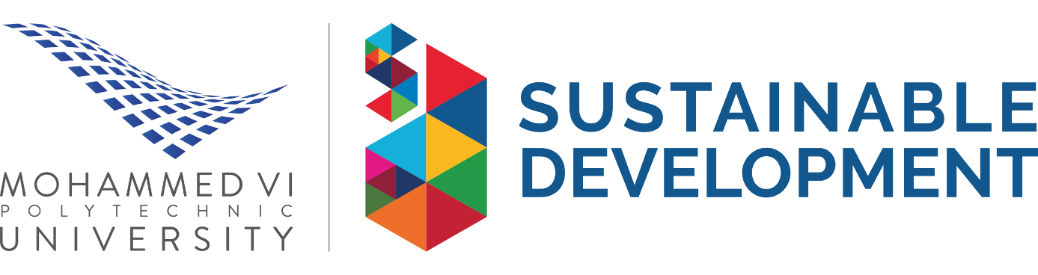 MOHAMMED VI
POLYTECHNIC
UNIVERSITY
SUSTAINABLE
DEVELOPMENT